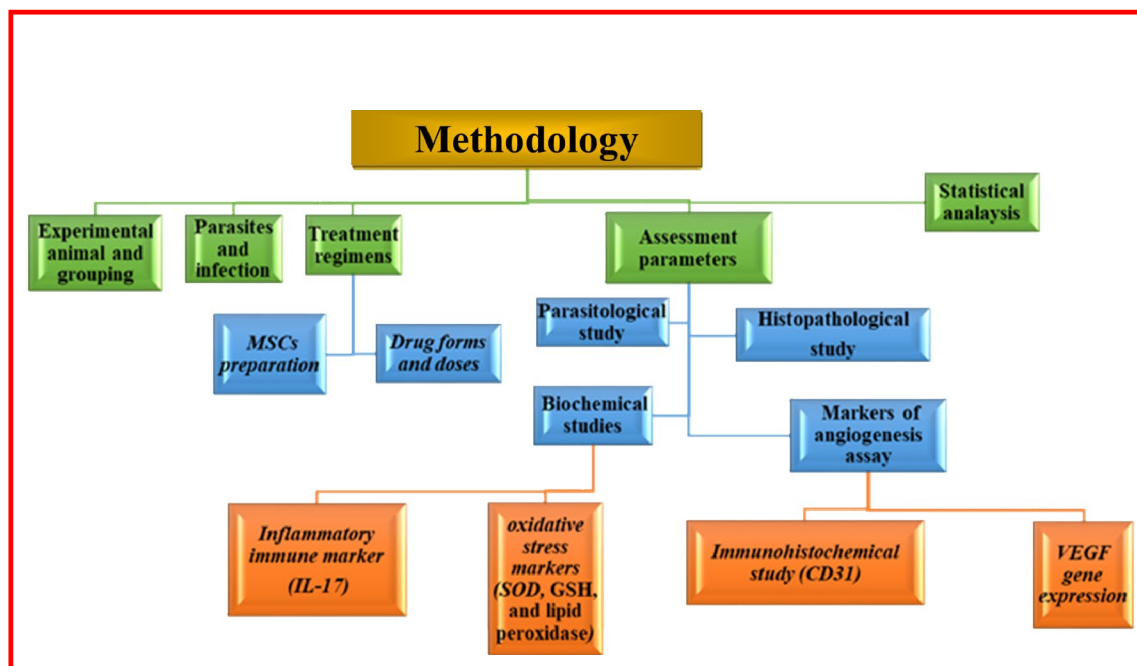 Methodology
Experimental
animal and
grouping
Parasites
and
infection
Treatment
regimens
Assessment
parameters
Statistical
analaysis
MSCs
preparation
Drug forms
and doses
Parasitological
study
Histopathological
study
Biochemical
studies
Markers of
angiogenesis
assay
Inflammatory
immune marker
(IL-17)
oxidative
stress
markers
(SOD, GSH,
and lipid
peroxidase)
Immunohistochemical
study (CD31)
VEGF
gene
expression